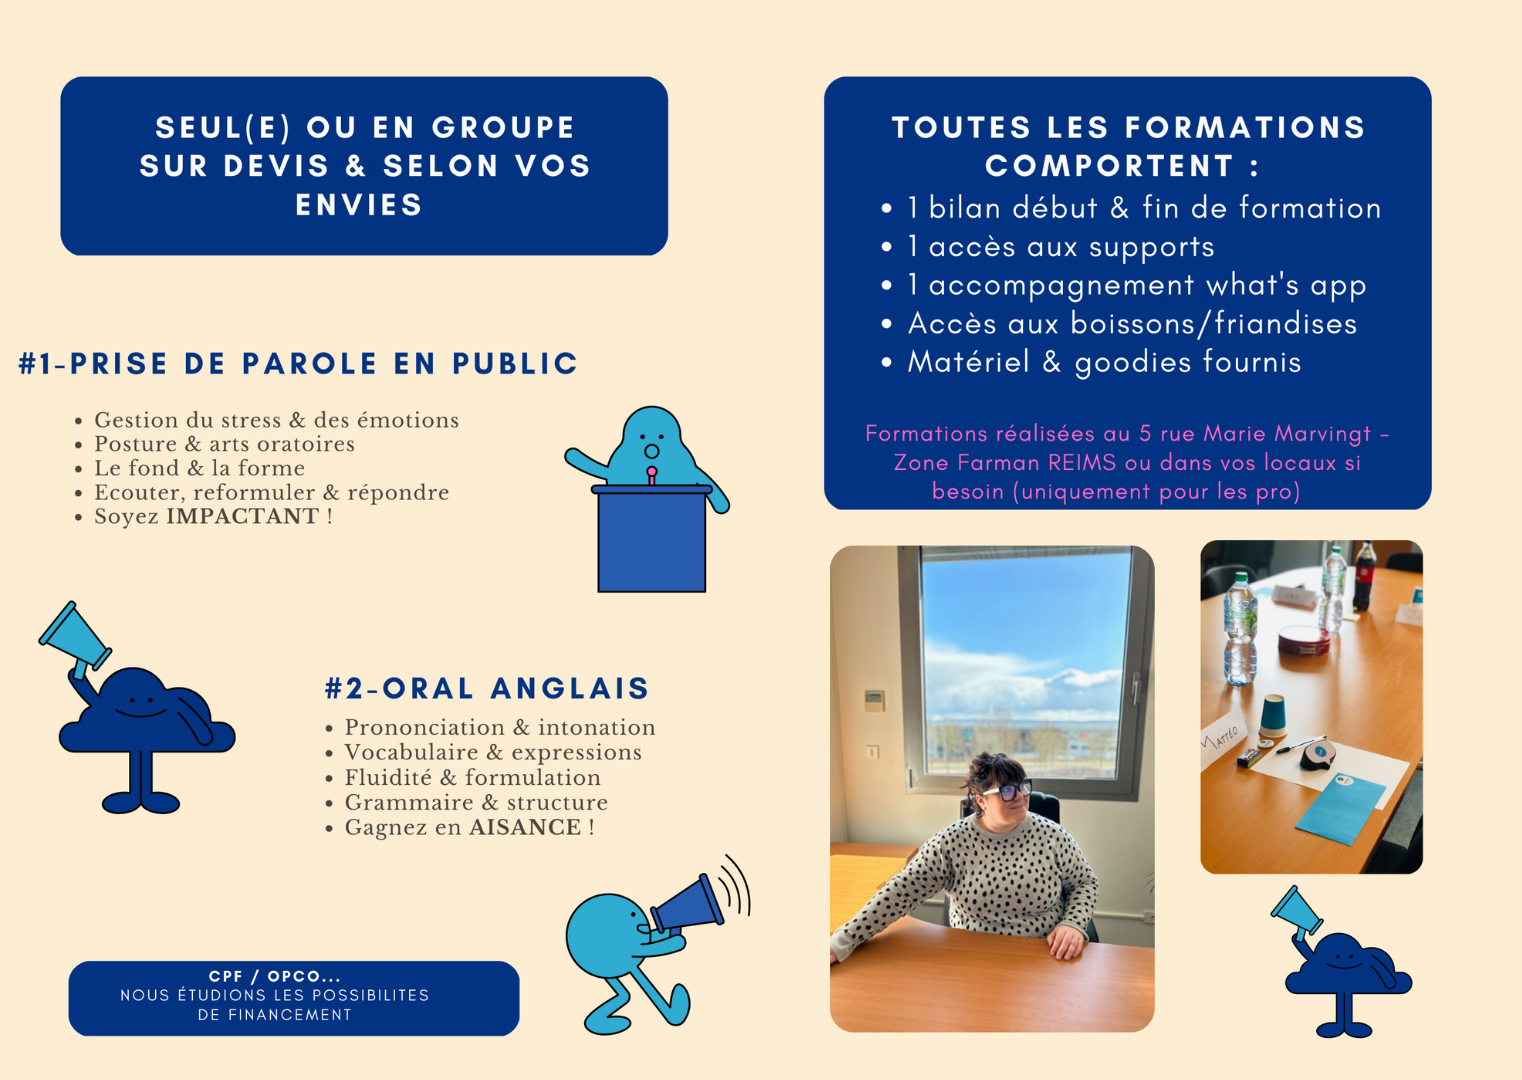 SEUL(E) OU EN GROUPE
SUR DEVIS & SELON VOS
ENVIES
#1-PRISE DE PAROLE EN PUBLIC
• Gestion du stress & des émotions
• Posture & arts oratoires
• Le fond & la forme
• Ecouter, reformuler & répondre
• Soyez IMPACTANT !
#2-ORAL ANGLAIS
• Prononciation & intonation
• Vocabulaire & expressions
• Fluidité & formulation
• Grammaire & structure
• Gagnez en AISANCE !
CPF / OPCO...
NOUS ÉTUDIONS LES POSSIBILITES
DE FINANCEMENT
TOUTES LES FORMATIONS
COMPORTENT :
• 1 bilan début & fin de formation
• 1 accès aux supports
• 1 accompagnement what's app
• Accès aux boissons/friandises
• Matériel & goodies fournis
Formations réalisées au 5 rue Marie Marvingt -
Zone Farman REIMS ou dans vos locaux si
besoin (uniquement pour les pro)
MATTÉO